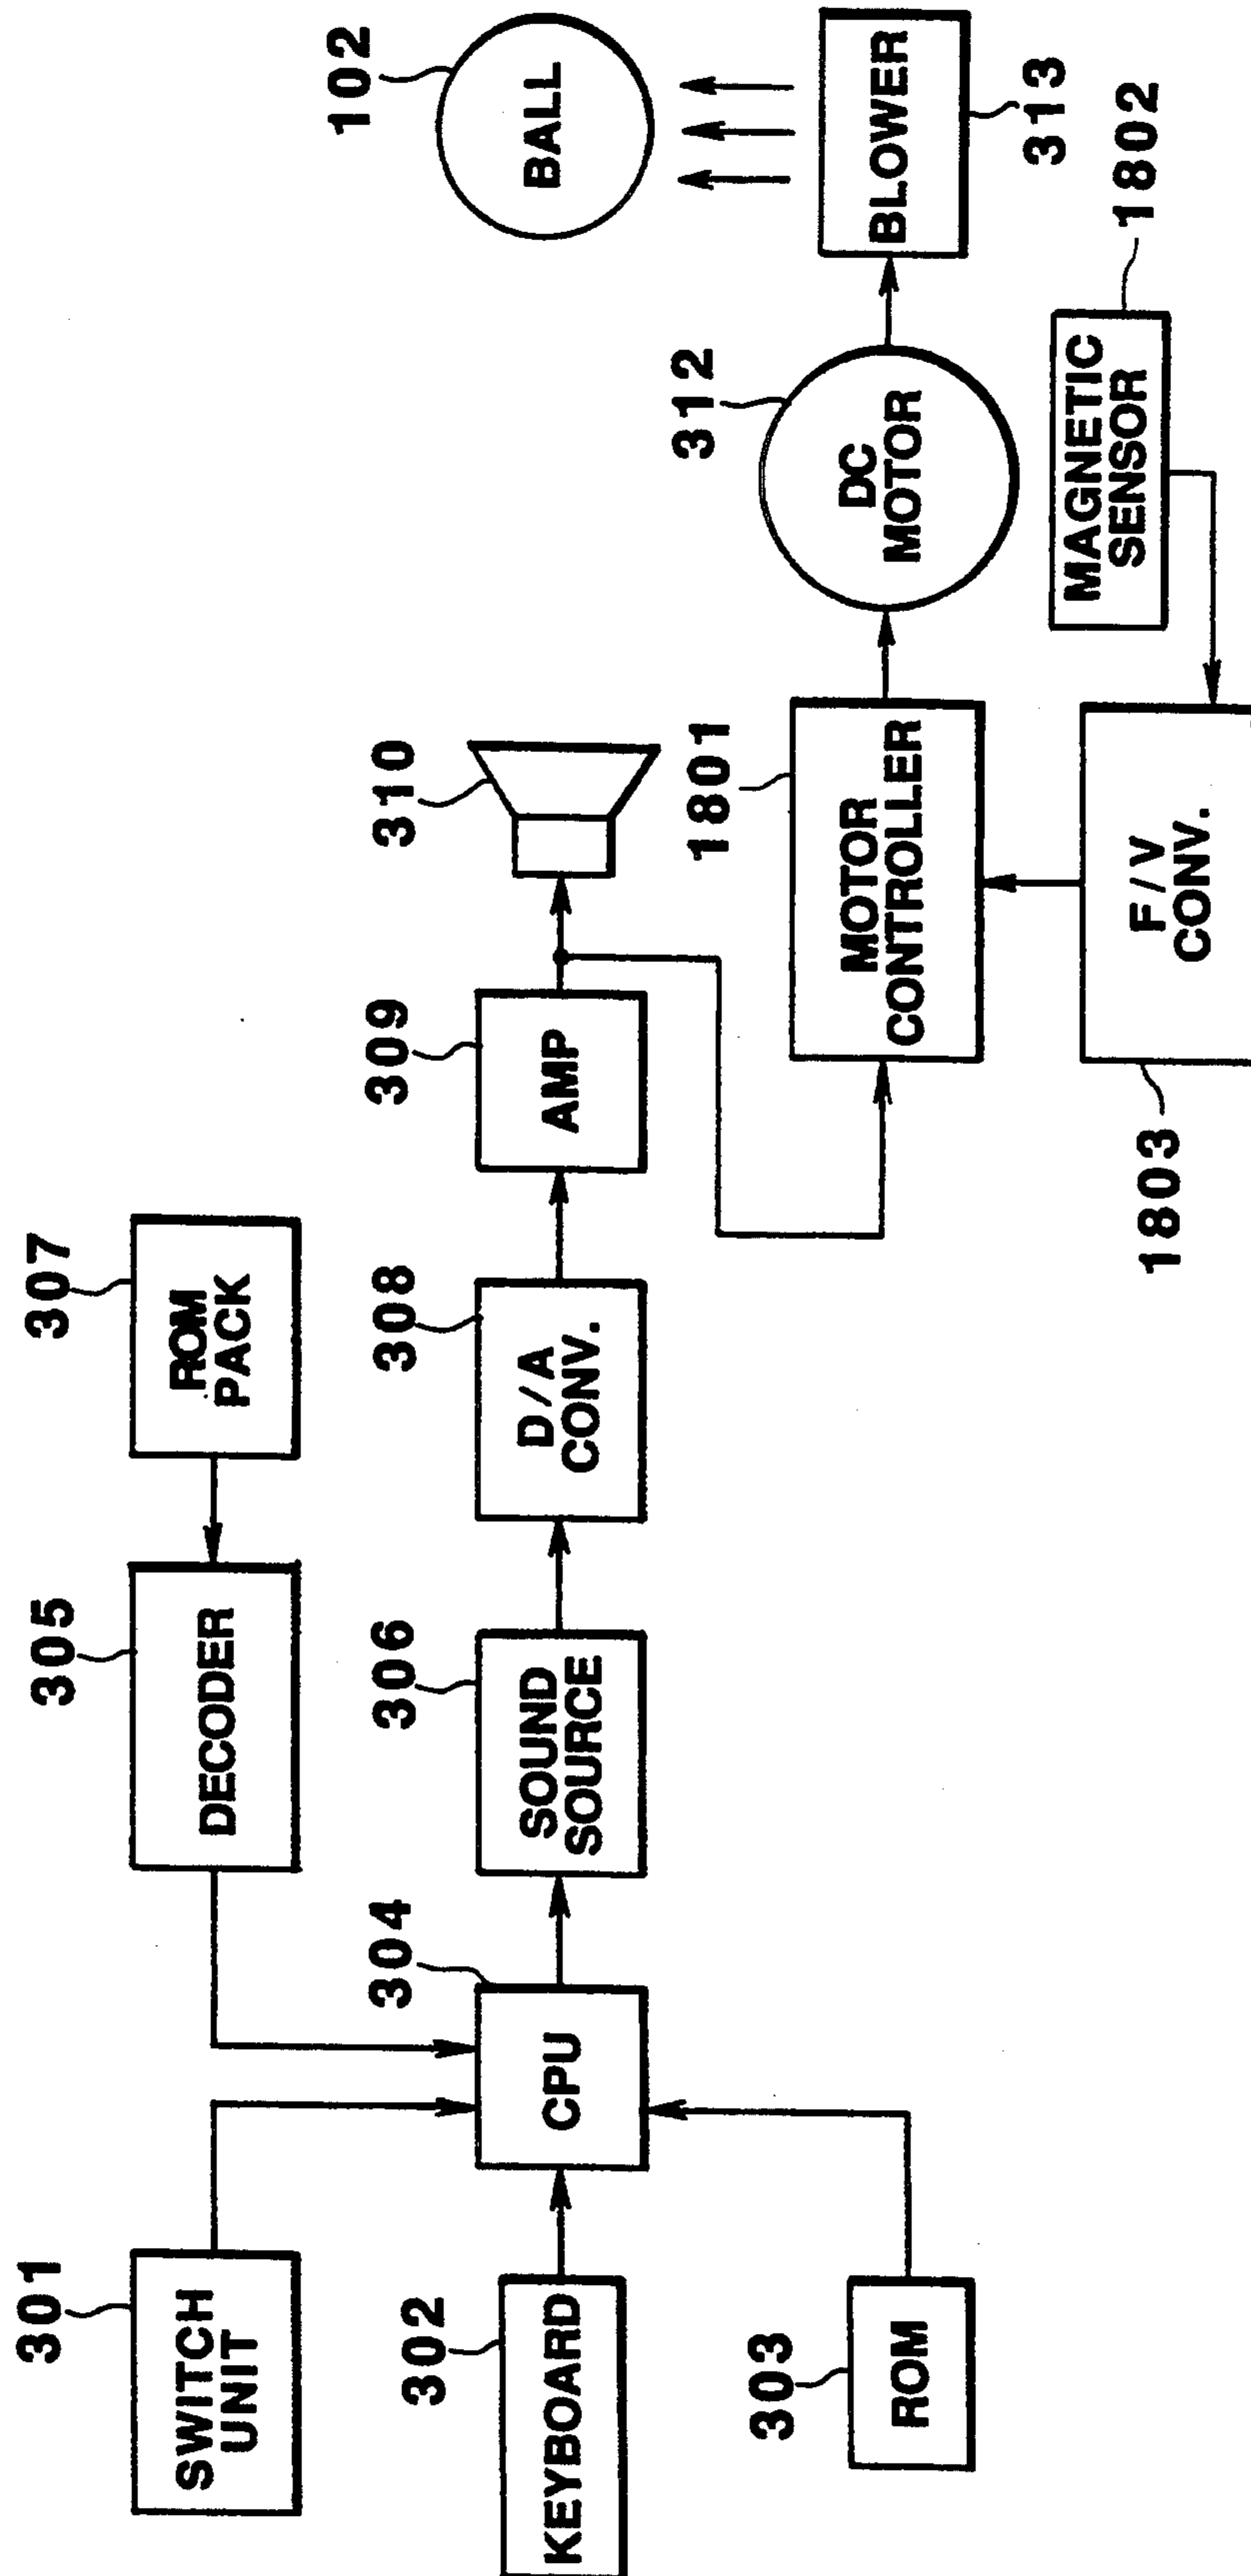 301
SWITCH
UNIT
305
DECODER
307
ROM
PACK
302
KEYBOARD
304
CPU
306
SOUND
SOURCE
308
D/A
CONV.
309
AMP
310
303
ROM
1801
MOTOR
CONTROLLER
312
DC
MOTOR
102
BALL
BLOWER
313
MAGNETIC
SENSOR
1802
1803
F/V
CONV.